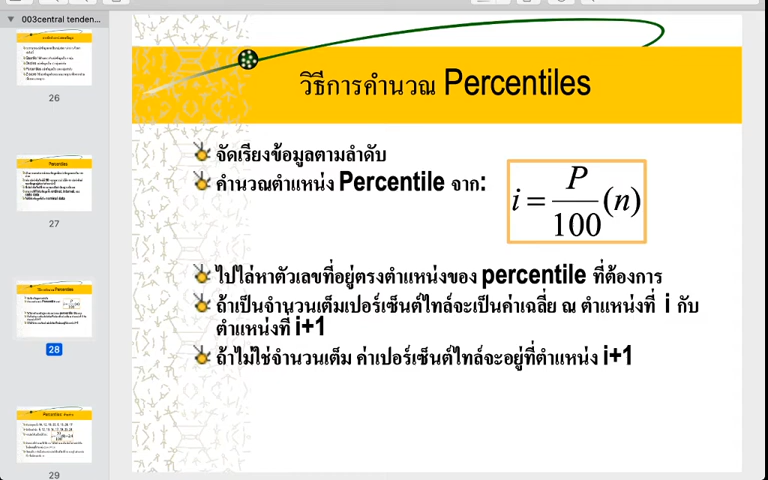 003central tenden...
26
27
28
29
Percentiles
วิธีการคำนวณ Percentiles
จัดเรียงข้อมูลตามลำดับ
คำนวณตำแหน่ง Percentile จาก:
i = P/100 (n)
ไปไล่หาตัวเลขที่อยู่ตรงตำแหน่งของ percentile ที่ต้องการ
ถ้าเป็นจำนวนเต็มเปอร์เซ็นต์ไทล์จะเป็นค่าเฉลี่ย ณ ตำแหน่งที่ i กับ
ตำแหน่งที่ i+1
ถ้าไม่ใช่จำนวนเต็ม ค่าเปอร์เซ็นต์ไทล์จะอยู่ที่ตำแหน่ง i+1